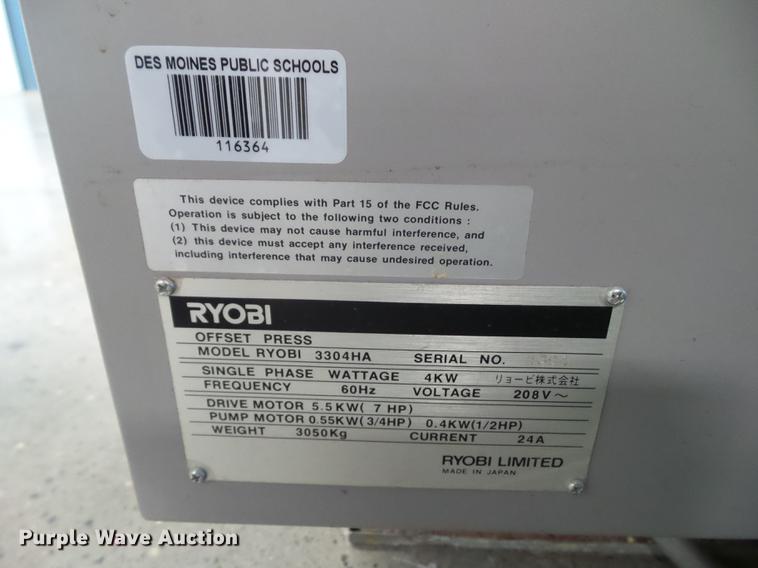 DES MOINES PUBLIC SCHOOLS
116364
This device complies with Part 15 of the FCC Rules.
Operation is subject to the following two conditions :
(1) This device may not cause harmful interference, and
(2) this device must accept any interference received,
including interference that may cause undesired operation.
RYOBI
OFFSET PRESS
MODEL RYOBI 3304HA SERIAL NO.
SINGLE PHASE WATTAGE 4KW リョービ株式会社
FREQUENCY 60Hz VOLTAGE 208V～
DRIVE MOTOR 5.5KW( 7 HP)
PUMP MOTOR 0.55KW(3/4HP) 0.4KW(1/2HP)
WEIGHT 3050Kg CURRENT 24A
RYOBI LIMITED
MADE IN JAPAN
Purple Wave Auction